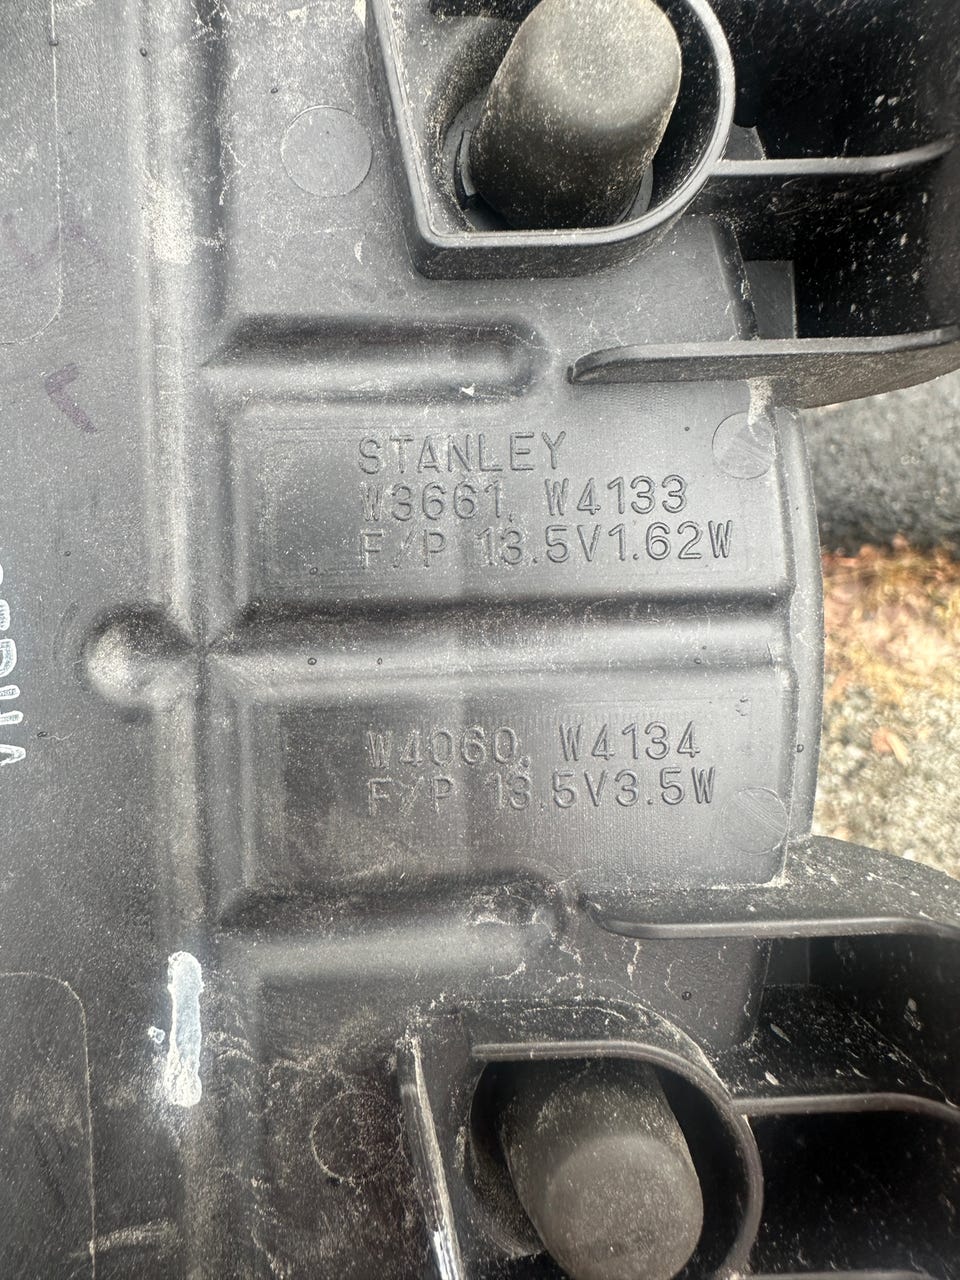 STANLEY
W3661, W4133
F/P 13.5V1.62W
W4060, W4134
F/P 13.5V3.5W